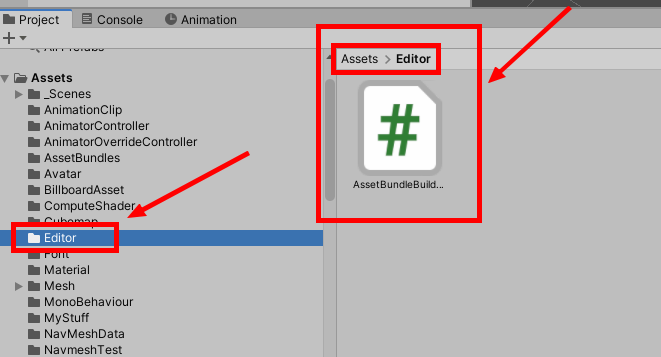 Project Console Animation
All Prefabs
Assets
_Scenes
AnimationClip
AnimatorController
AnimatorOverrideController
AssetBundles
Avatar
BillboardAsset
ComputeShader
Cubemap
Editor
Font
Material
Mesh
MonoBehaviour
MyStuff
NavMeshData
NavmeshTest
Assets > Editor
#
AssetBundleBuild...